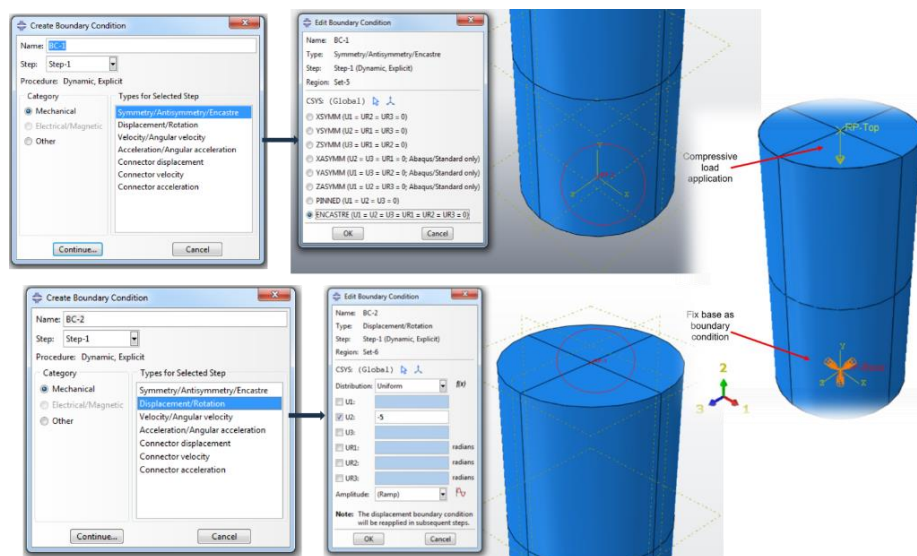 Create Boundary Condition
Name: BC-1
Step: Step-1
Procedure: Dynamic, Explicit
Category
Mechanical
Electrical/Magnetic
Other
Types for Selected Step
Symmetry/Antisymmetry/Encastre
Displacement/Rotation
Velocity/Angular velocity
Acceleration/Angular acceleration
Connector displacement
Connector velocity
Connector acceleration
Continue...
Cancel
Edit Boundary Condition
Name: BC-1
Type: Symmetry/Antisymmetry/Encastre
Step: Step-1 (Dynamic, Explicit)
Region: Set-5
CSYS: (Global)
XSYMM (U1 = UR2 = UR3 = 0)
YSYMM (U2 = UR1 = UR3 = 0)
ZSYMM (U3 = UR1 = UR2 = 0)
XASYMM (U2 = U3 = UR1 = 0; Abaqus/Standard only)
YASYMM (U1 = U3 = UR2 = 0; Abaqus/Standard only)
ZASYMM (U1 = U2 = UR3 = 0; Abaqus/Standard only)
PINNED (U1 = U2 = U3 = 0)
ENCASTRE (U1 = U2 = U3 = UR1 = UR2 = UR3 = 0)
OK
Cancel
Y
X
Z
Compressive
load
application
RP-Top
Fix base as
boundary
condition
Y
X
Z
2
3
1
Create Boundary Condition
Name: BC-2
Step: Step-1
Procedure: Dynamic, Explicit
Category
Mechanical
Electrical/Magnetic
Other
Types for Selected Step
Symmetry/Antisymmetry/Encastre
Displacement/Rotation
Velocity/Angular velocity
Acceleration/Angular acceleration
Connector displacement
Connector velocity
Connector acceleration
Continue...
Cancel
Edit Boundary Condition
Name: BC-2
Type: Displacement/Rotation
Step: Step-1 (Dynamic, Explicit)
Region: Set-6
CSYS: (Global)
Distribution: Uniform f(x)
U1:
U2: -5
U3:
UR1: radians
UR2: radians
UR3: radians
Amplitude: (Ramp)
Note: The displacement boundary condition
will be reapplied in subsequent steps.
OK
Cancel